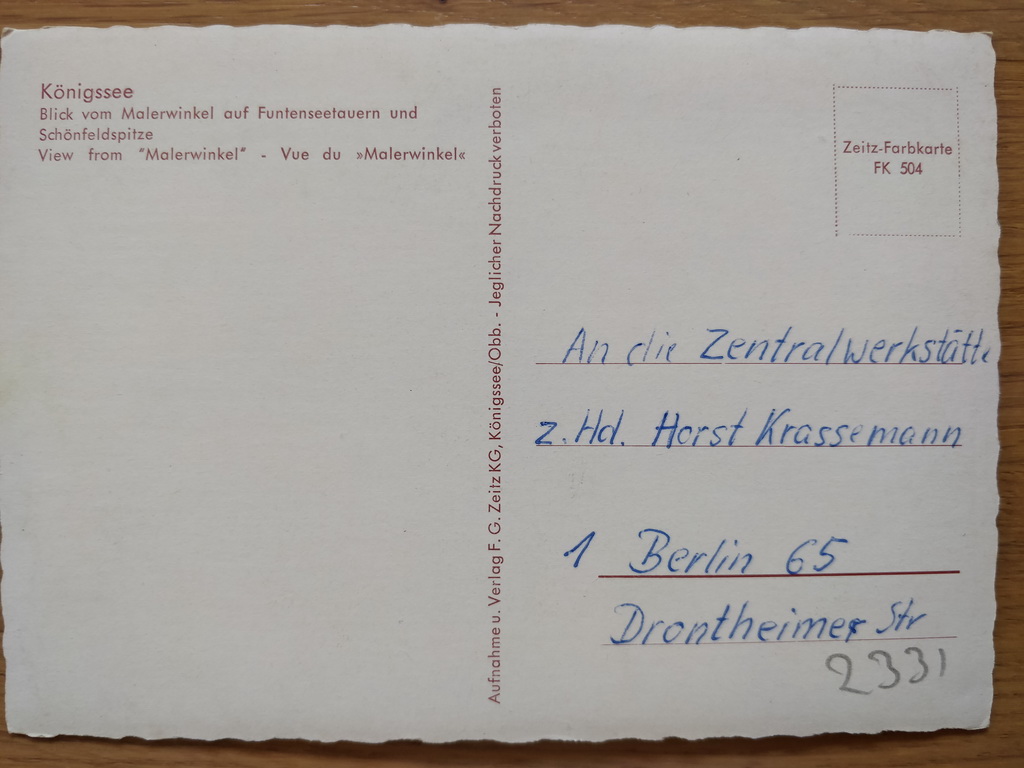 Königssee
Blick vom Malerwinkel auf Funtenseetauern und
Schönfeldspitze
View from "Malerwinkel" - Vue du »Malerwinkel«
Aufnahme u. Verlag F. G. Zeitz KG, Königssee/Obb. - Jeglicher Nachdruck verboten
Zeitz-Farbkarte
FK 504
An die Zentralwerkstätte
z. Hd. Horst Krassemann
1 Berlin 65
Drontheimer Str
2331